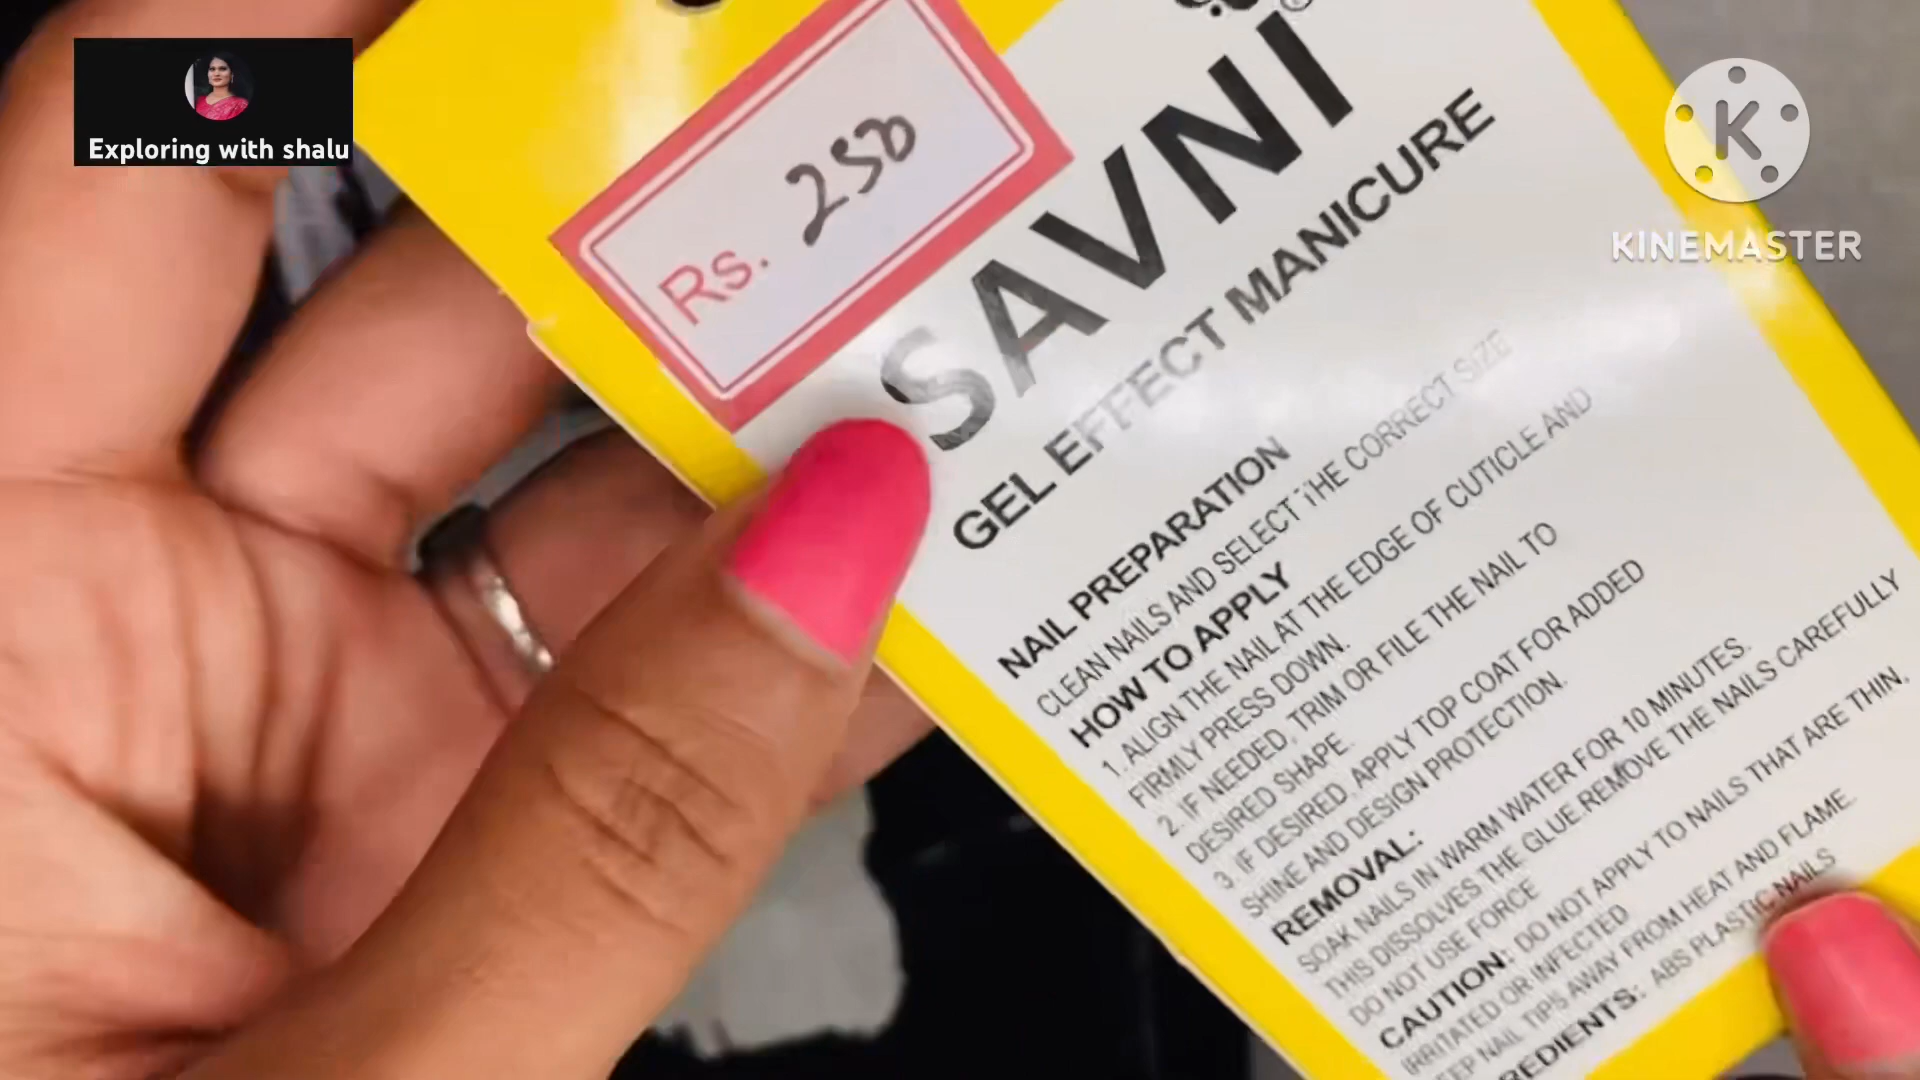 Exploring with shalu
K
KINEMASTER
Rs. 250
SAVNI
GEL EFFECT MANICURE
NAIL PREPARATION
CLEAN NAILS AND SELECT THE CORRECT SIZE
HOW TO APPLY
1. ALIGN THE NAIL AT THE EDGE OF CUTICLE AND
FIRMLY PRESS DOWN.
2. IF NEEDED, TRIM OR FILE THE NAIL TO
DESIRED SHAPE.
3. IF DESIRED, APPLY TOP COAT FOR ADDED
SHINE AND DESIGN PROTECTION.
REMOVAL:
SOAK NAILS IN WARM WATER FOR 10 MINUTES.
THIS DISSOLVES THE GLUE.REMOVE THE NAILS CAREFULLY
DO NOT USE FORCE
CAUTION: DO NOT APPLY TO NAILS THAT ARE THIN,
IRRITATED OR INFECTED
EEP NAIL TIPS AWAY FROM HEAT AND FLAME.
REDIENTS: ABS PLASTIC NAILS